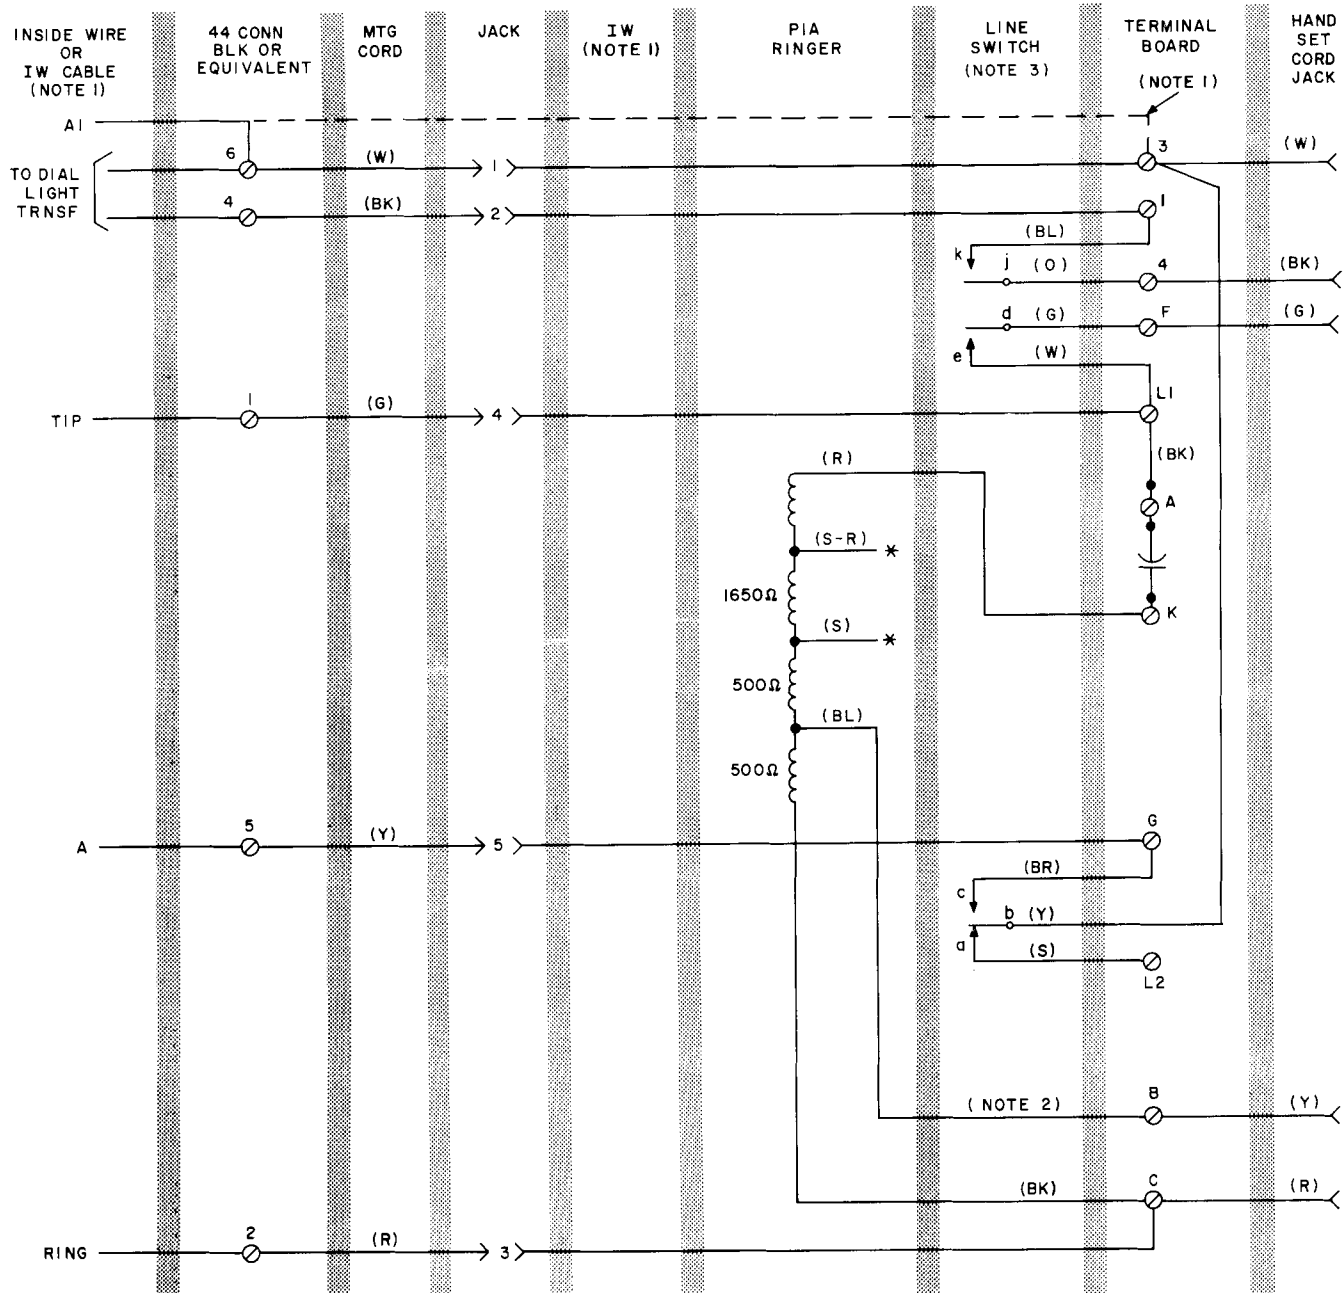 INSIDE WIRE
OR
IW CABLE
(NOTE 1)
44 CONN
BLK OR
EQUIVALENT
MTG
CORD
JACK
IW
(NOTE 1)
PIA
RINGER
LINE
SWITCH
(NOTE 3)
TERMINAL
BOARD
(NOTE 1)
HAND
SET
CORD
JACK
A1
6
(W)
1
3
(W)
TO DIAL
LIGHT
TRNSF
4
(BK)
2
1
(BL)
k
j
(O)
4
(BK)
d
(G)
F
(G)
e
(W)
TIP
1
(G)
4
L1
(BK)
(R)
A
(S-R)
*
1650Ω
K
(S)
*
500Ω
(BL)
500Ω
A
5
(Y)
5
G
(BR)
c
b
(Y)
a
(S)
L2
(NOTE 2)
B
(Y)
(BK)
C
(R)
RING
2
(R)
3